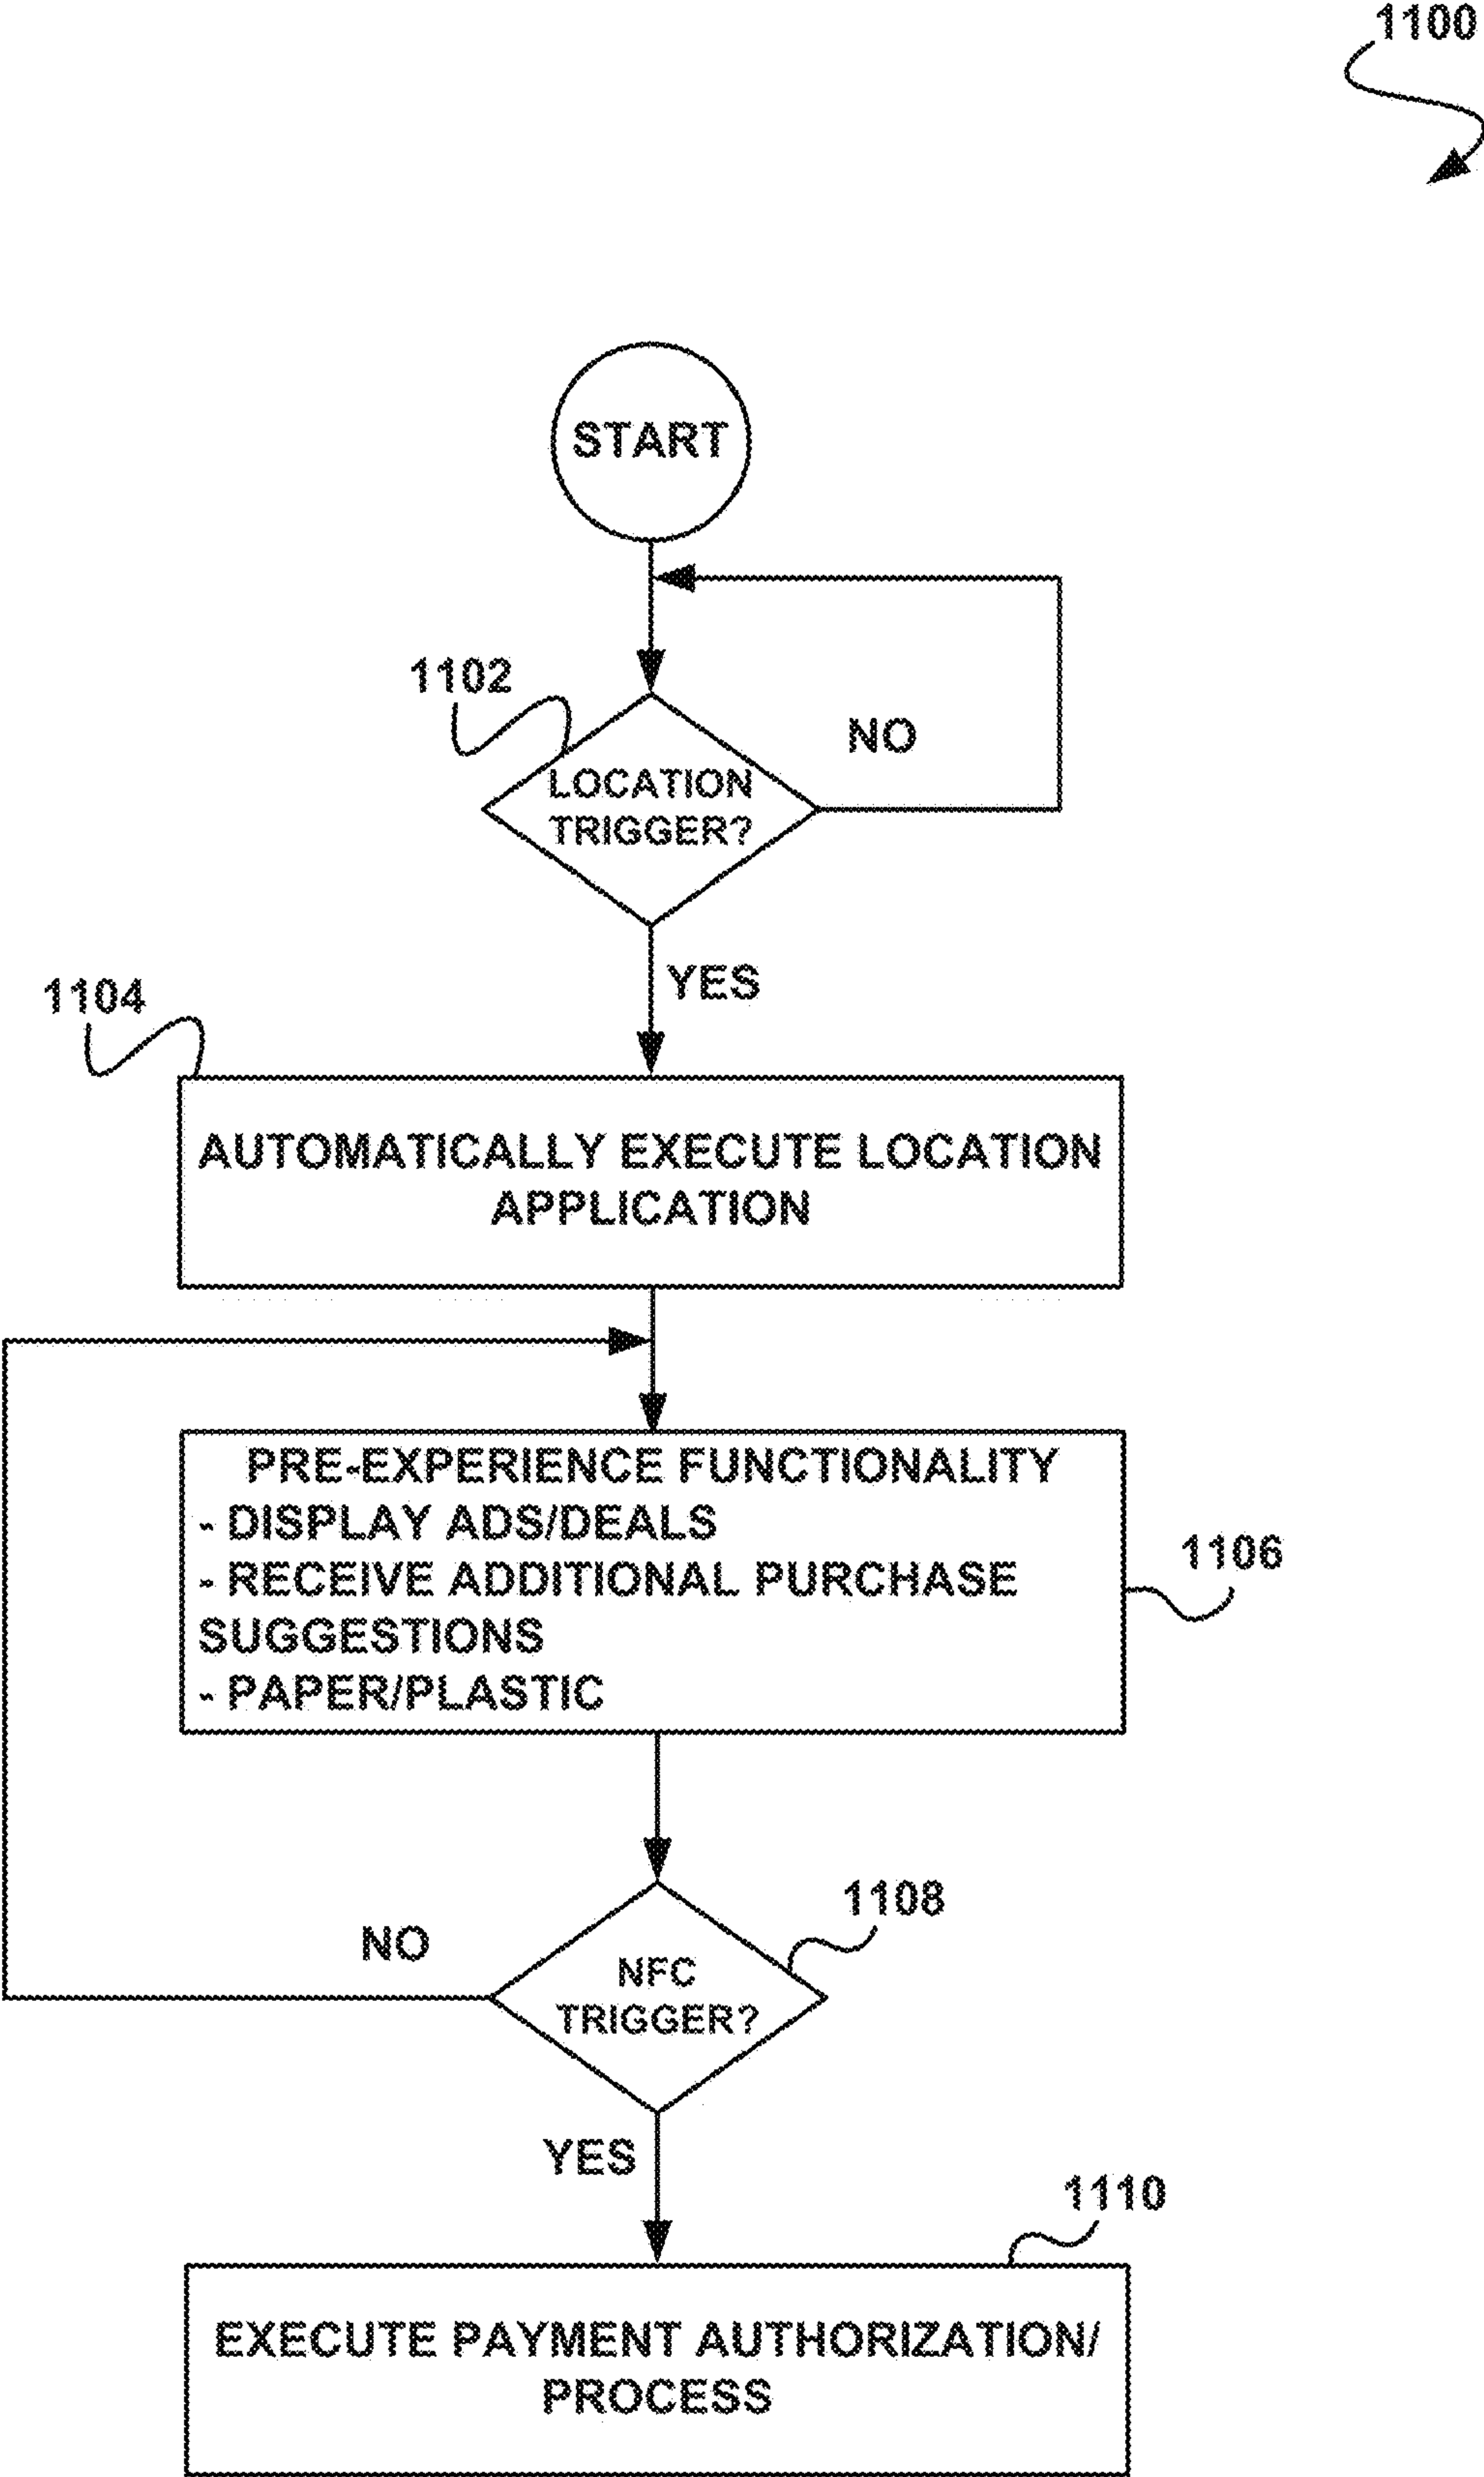 1100
START
1102
NO
LOCATION
TRIGGER?
YES
1104
AUTOMATICALLY EXECUTE LOCATION
APPLICATION
PRE-EXPERIENCE FUNCTIONALITY
- DISPLAY ADS/DEALS
- RECEIVE ADDITIONAL PURCHASE
SUGGESTIONS
- PAPER/PLASTIC
1106
1108
NO
NFC
TRIGGER?
YES
1110
EXECUTE PAYMENT AUTHORIZATION/
PROCESS